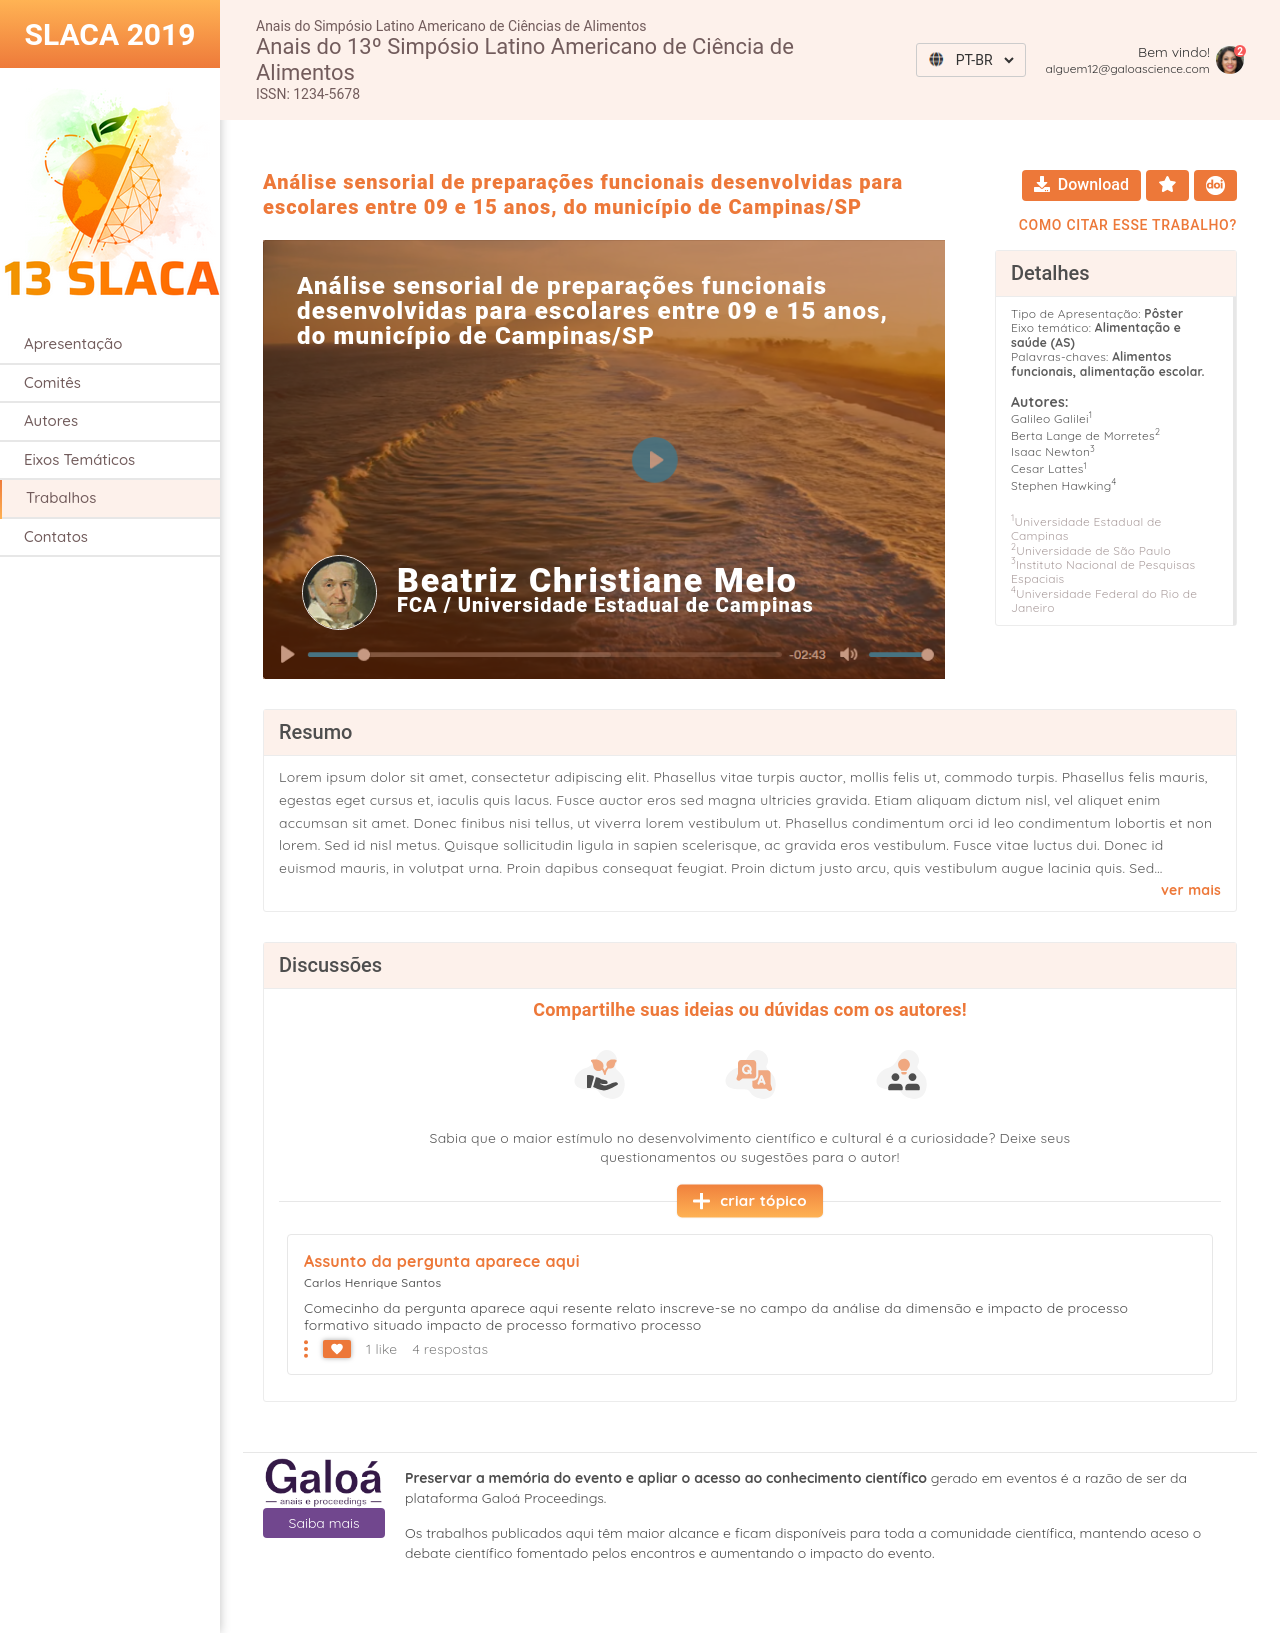 SLACA 2019
Anais do Simpósio Latino Americano de Ciências de Alimentos
Anais do 13º Simpósio Latino Americano de Ciência de
Alimentos
ISSN: 1234-5678
PT-BR
Bem vindo!
alguem12@galoascience.com
2
13 SLACA
Apresentação
Comitês
Autores
Eixos Temáticos
Trabalhos
Contatos
Análise sensorial de preparações funcionais desenvolvidas para
escolares entre 09 e 15 anos, do município de Campinas/SP
Download
doi
COMO CITAR ESSE TRABALHO?
Análise sensorial de preparações funcionais
desenvolvidas para escolares entre 09 e 15 anos,
do município de Campinas/SP
Beatriz Christiane Melo
FCA / Universidade Estadual de Campinas
-02:43
Detalhes
Tipo de Apresentação: Pôster
Eixo temático: Alimentação e
saúde (AS)
Palavras-chaves: Alimentos
funcionais, alimentação escolar.
Autores:
Galileo Galilei¹
Berta Lange de Morretes²
Isaac Newton³
Cesar Lattes¹
Stephen Hawking⁴
¹Universidade Estadual de
Campinas
²Universidade de São Paulo
³Instituto Nacional de Pesquisas
Espaciais
⁴Universidade Federal do Rio de
Janeiro
Resumo
Lorem ipsum dolor sit amet, consectetur adipiscing elit. Phasellus vitae turpis auctor, mollis felis ut, commodo turpis. Phasellus felis mauris,
egestas eget cursus et, iaculis quis lacus. Fusce auctor eros sed magna ultricies gravida. Etiam aliquam dictum nisl, vel aliquet enim
accumsan sit amet. Donec finibus nisi tellus, ut viverra lorem vestibulum ut. Phasellus condimentum orci id leo condimentum lobortis et non
lorem. Sed id nisl metus. Quisque sollicitudin ligula in sapien scelerisque, ac gravida eros vestibulum. Fusce vitae luctus dui. Donec id
euismod mauris, in volutpat urna. Proin dapibus consequat feugiat. Proin dictum justo arcu, quis vestibulum augue lacinia quis. Sed...
ver mais
Discussões
Compartilhe suas ideias ou dúvidas com os autores!
Q A
Sabia que o maior estímulo no desenvolvimento científico e cultural é a curiosidade? Deixe seus
questionamentos ou sugestões para o autor!
criar tópico
Assunto da pergunta aparece aqui
Carlos Henrique Santos
Comecinho da pergunta aparece aqui resente relato inscreve-se no campo da análise da dimensão e impacto de processo
formativo situado impacto de processo formativo processo
1 like 4 respostas
Galoá
anais e proceedings
Saiba mais
Preservar a memória do evento e apliar o acesso ao conhecimento científico gerado em eventos é a razão de ser da
plataforma Galoá Proceedings.
Os trabalhos publicados aqui têm maior alcance e ficam disponíveis para toda a comunidade científica, mantendo aceso o
debate científico fomentado pelos encontros e aumentando o impacto do evento.